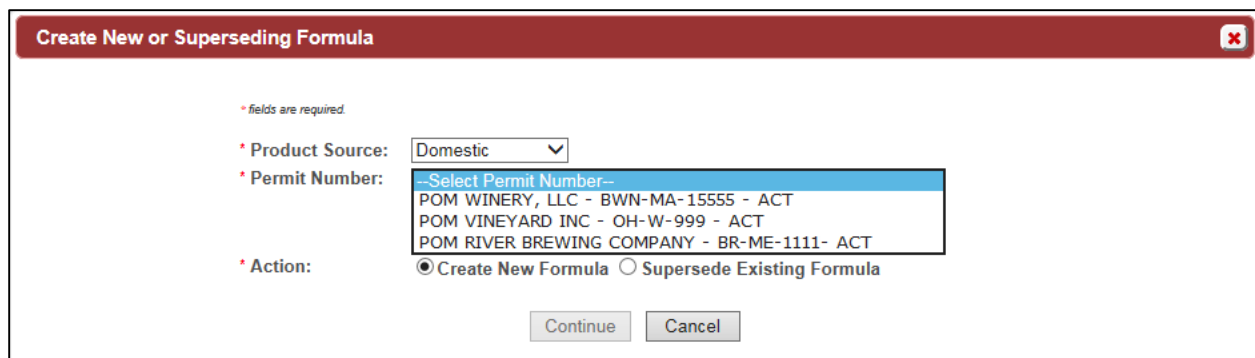 Create New or Superseding Formula
* fields are required.
* Product Source: Domestic
* Permit Number: --Select Permit Number--
POM WINERY, LLC - BWN-MA-15555 - ACT
POM VINEYARD INC - OH-W-999 - ACT
POM RIVER BREWING COMPANY - BR-ME-1111- ACT
* Action: Create New Formula Supersede Existing Formula
Continue Cancel